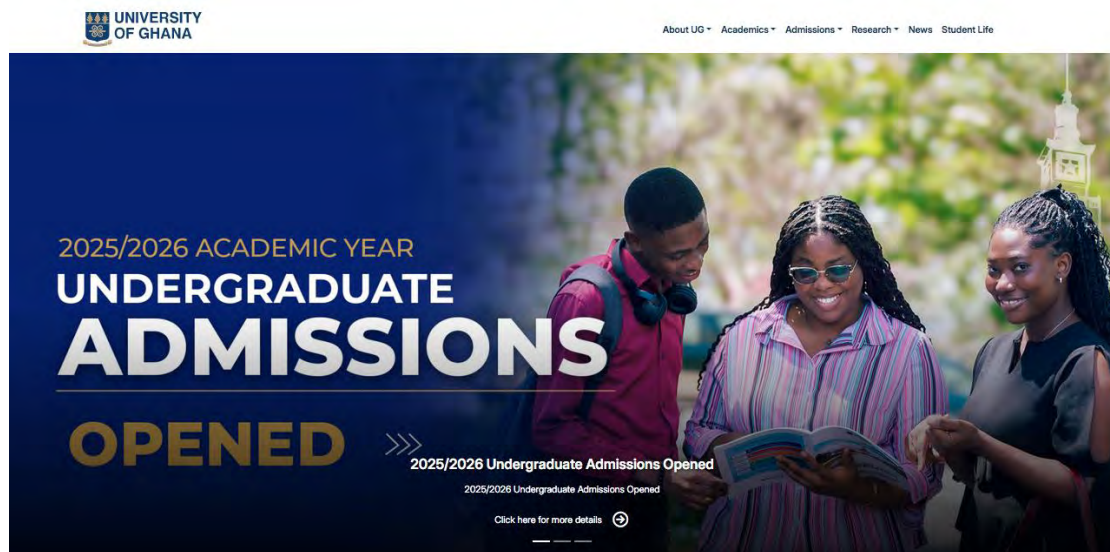 UNIVERSITY
OF GHANA
About UG
Academics
Admissions
Research
News
Student Life
2025/2026 ACADEMIC YEAR
UNDERGRADUATE
ADMISSIONS
OPENED
2025/2026 Undergraduate Admissions Opened
2025/2026 Undergraduate Admissions Opened
Click here for more details